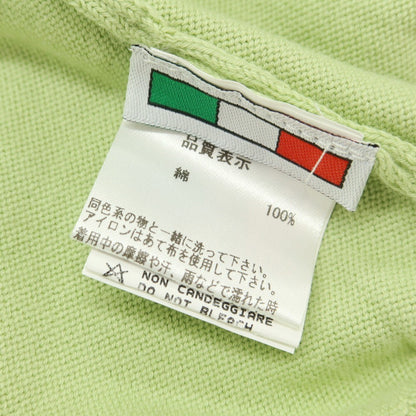 品質表示
綿 100%
同色系の物と一緒に洗って下さい。
アイロンはあて布を使用して下さい。
着用中の摩擦や汗、雨などで濡れた時
NON CANDEGGIARE
DO NOT BLEACH